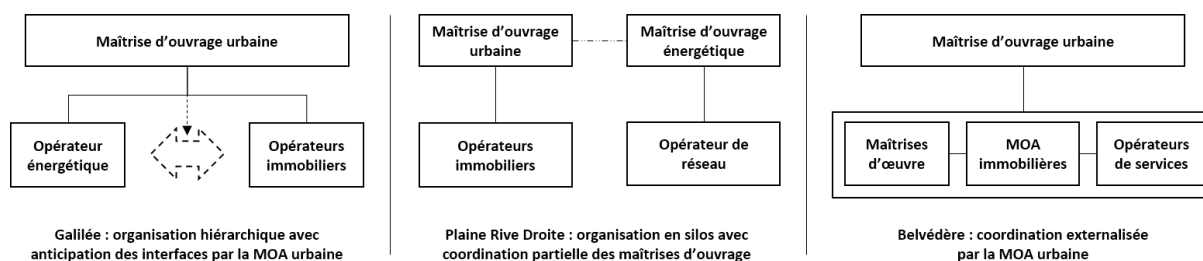 Maîtrise d’ouvrage urbaine
Opérateur
énergétique
Opérateurs
immobiliers
Galilée : organisation hiérarchique avec
anticipation des interfaces par la MOA urbaine
Maîtrise d’ouvrage
urbaine
Maîtrise d’ouvrage
énergétique
Opérateurs
immobiliers
Opérateur de
réseau
Plaine Rive Droite : organisation en silos avec
coordination partielle des maîtrises d’ouvrage
Maîtrise d’ouvrage urbaine
Maîtrises
d’œuvre
MOA
immobilières
Opérateurs
de services
Belvédère : coordination externalisée
par la MOA urbaine